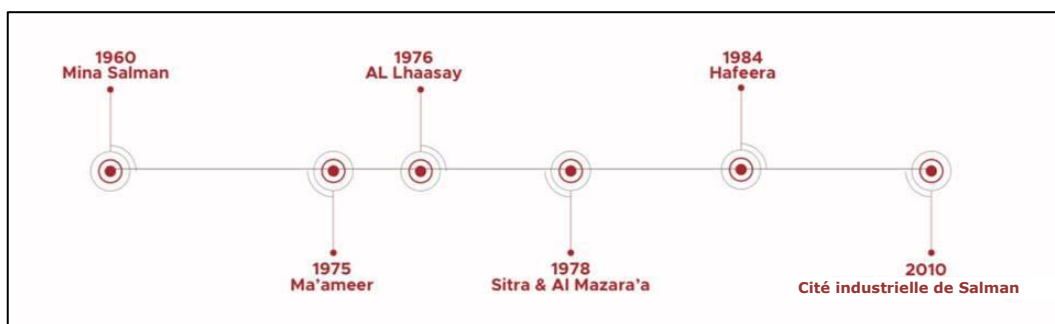 1960
Mina Salman
1976
AL Lhaasay
1984
Hafeera
1975
Ma'ameer
1978
Sitra & Al Mazara'a
2010
Cité industrielle de Salman